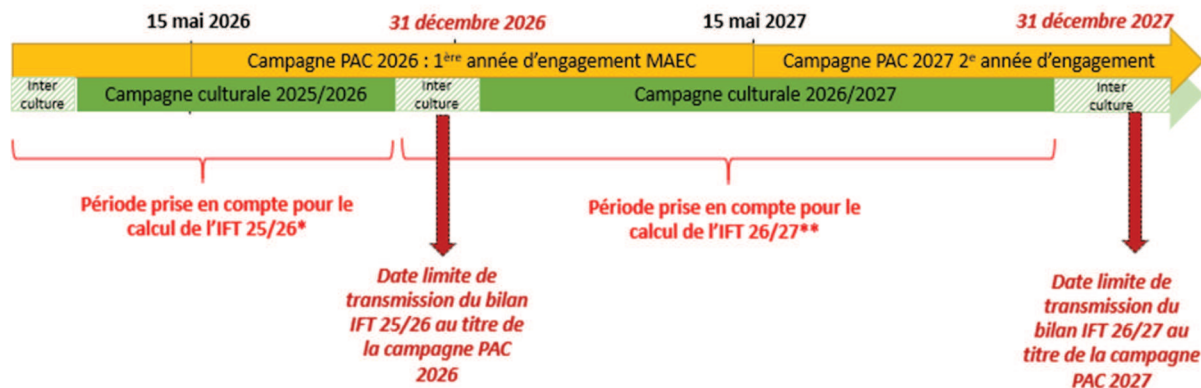 15 mai 2026
31 décembre 2026
15 mai 2027
31 décembre 2027
Campagne PAC 2026 : 1ère année d’engagement MAEC
Campagne PAC 2027 2e année d’engagement
Inter
culture
Campagne culturale 2025/2026
Inter
culture
Campagne culturale 2026/2027
Inter
culture
Période prise en compte pour le
calcul de l’IFT 25/26*
Période prise en compte pour le
calcul de l’IFT 26/27**
Date limite de
transmission du bilan
IFT 25/26 au titre de
la campagne PAC
2026
Date limite de
transmission du
bilan IFT 26/27 au
titre de la campagne
PAC 2027